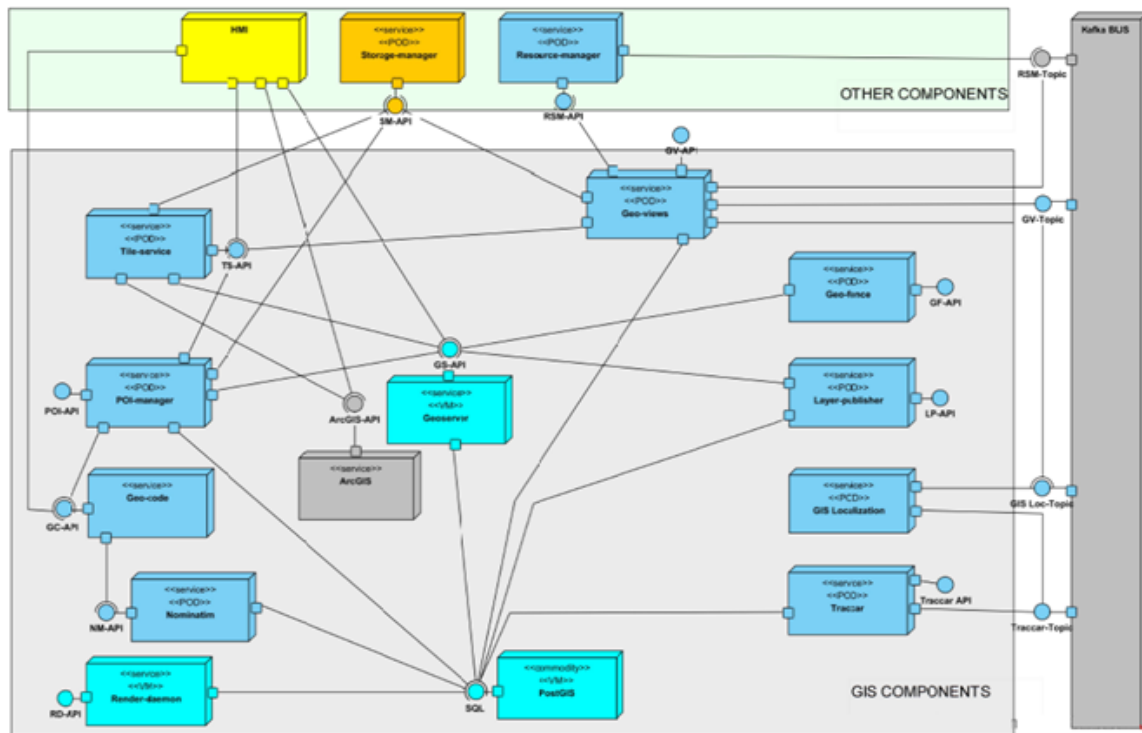 HMI
<<service>>
<<POD>>
Storage-manager
<<service>>
<<POD>>
Resource-manager
Kafka BUS
RSM-Topic
OTHER COMPONENTS
SM-API
RSM-API
GV-API
<<service>>
<<POD>>
Geo-views
GV-Topic
<<service>>
<<POD>>
Tile-service
TS-API
<<service>>
<<POD>>
Geo-fence
GF-API
GS-API
<<service>>
<<POD>>
POI-manager
POI-API
<<service>>
<<VM>>
Geoserver
<<service>>
<<POD>>
Layer-publisher
LP-API
ArcGIS-API
<<service>>
ArcGIS
<<service>>
Geo-code
GC-API
<<service>>
<<POD>>
GIS Localization
GIS Loc-Topic
<<service>>
<<POD>>
Nominatim
NM-API
<<service>>
<<POD>>
Traccar
Traccar API
Traccar-Topic
<<service>>
<<VM>>
Render-daemon
RD-API
SQL
<<commodity>>
<<VM>>
PostGIS
GIS COMPONENTS